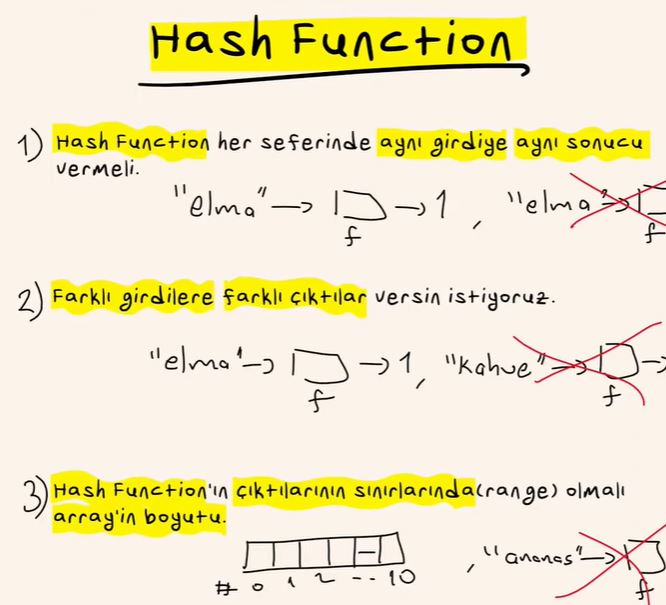 Hash Function
1) Hash Function her seferinde aynı girdiye aynı sonucu
vermeli.
"elma" → → 1 , "elma" →
f f
2) Farklı girdilere farklı çıktılar versin istiyoruz.
"elma" → → 1, "kahve" → →
f f
3) Hash Function'ın çıktılarının sınırlarında(range) olmalı
array'in boyutu.
, "ananas" →
# 0 1 2 -- 10 f